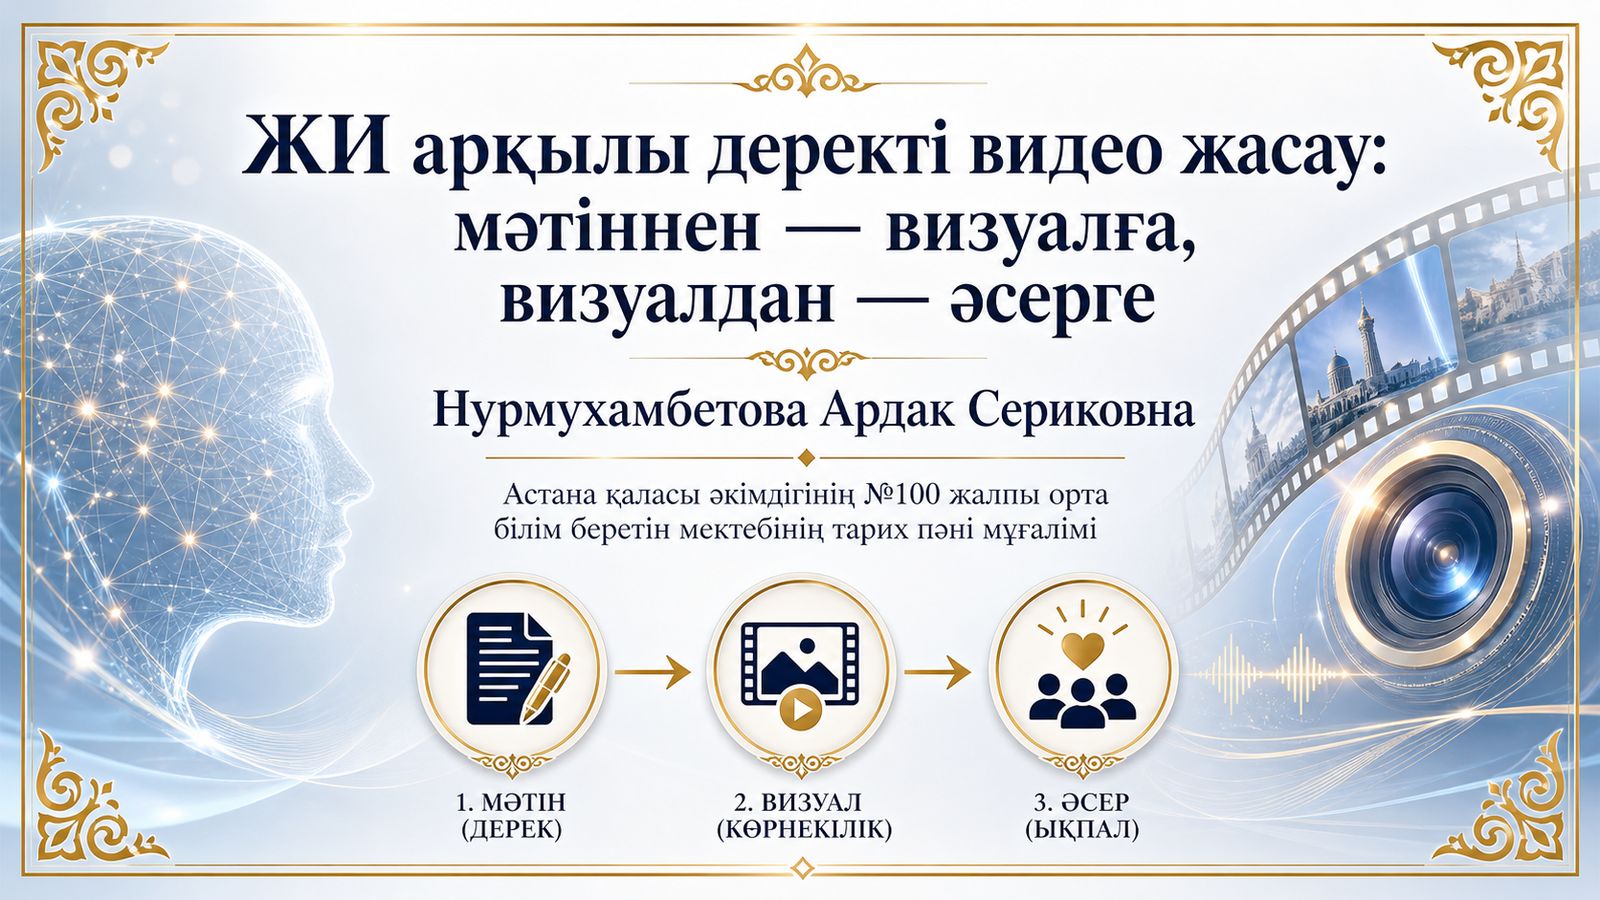 ЖИ арқылы деректі видео жасау:
мәтіннен — визуалға,
визуалдан — әсерге
Нурмухамбетова Ардак Сериковна
Астана қаласы әкімдігінің №100 жалпы орта
білім беретін мектебінің тарих пәні мұғалімі
1. МӘТІН
(ДЕРЕК)
2. ВИЗУАЛ
(КӨРНЕКІЛІК)
3. ӘСЕР
(ЫҚПАЛ)